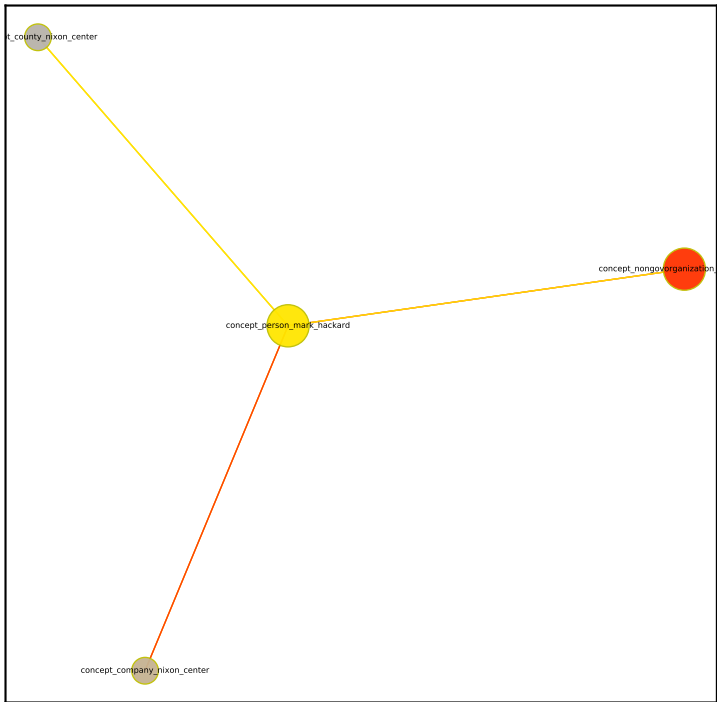 t_county_nixon_center
concept_nongovorganization_
concept_person_mark_hackard
concept_company_nixon_center